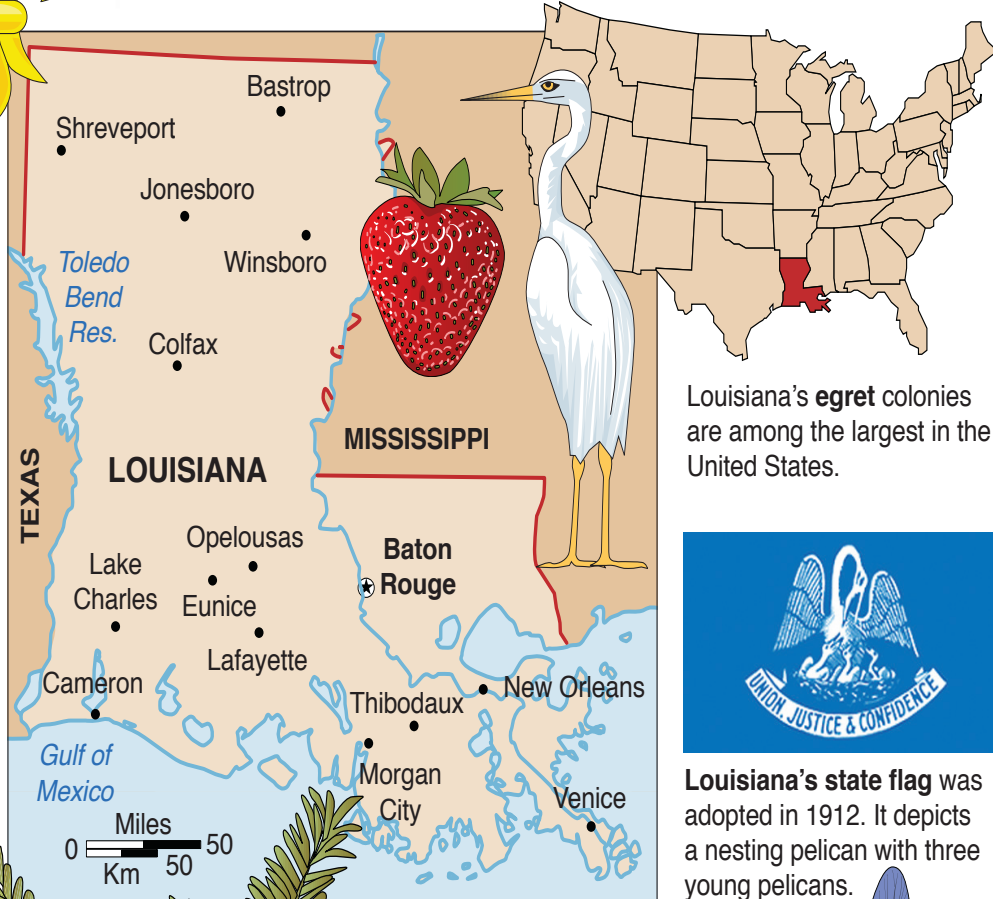 Bastrop
Shreveport
Jonesboro
Winsboro
Toledo
Bend
Res.
Colfax
MISSISSIPPI
LOUISIANA
TEXAS
Opelousas
Baton
Rouge
Lake
Charles
Eunice
Lafayette
Cameron
Thibodaux
New Orleans
Gulf of
Mexico
Morgan
City
Venice
Miles
0 50
50
Km
Louisiana's egret colonies
are among the largest in the
United States.
UNION, JUSTICE & CONFIDENCE
Louisiana's state flag was
adopted in 1912. It depicts
a nesting pelican with three
young pelicans.